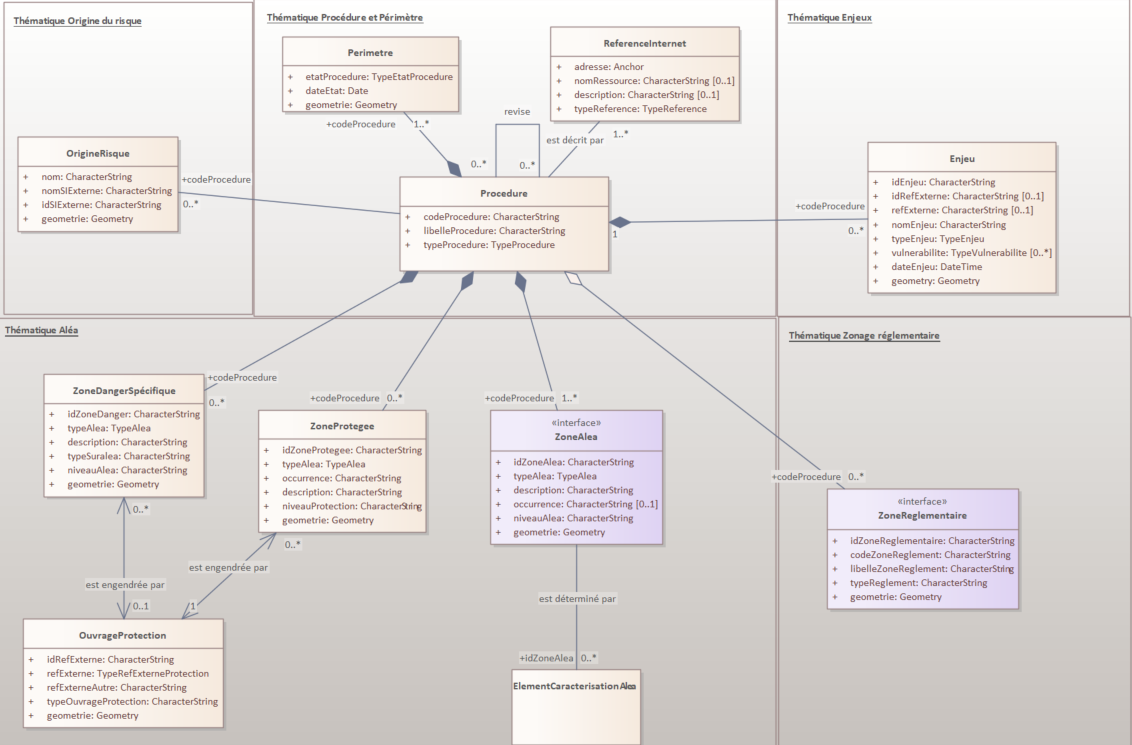 Thématique Origine du risque
Thématique Procédure et Périmètre
Thématique Enjeux
Perimetre
+ etatProcedure: TypeEtatProcedure
+ dateEtat: Date
+ geometrie: Geometry
ReferenceInternet
+ adresse: Anchor
+ nomRessource: CharacterString [0..1]
+ description: CharacterString [0..1]
+ typeReference: TypeReference
+codeProcedure 1..*
revise
0..* 0..*
est décrit par 1..*
OrigineRisque
+ nom: CharacterString
+ nomSIExterne: CharacterString
+ idSIExterne: CharacterString
+ geometrie: Geometry
+codeProcedure
0..*
Procedure
+ codeProcedure: CharacterString
+ libelleProcedure: CharacterString
+ typeProcedure: TypeProcedure
1
+codeProcedure
0..*
Enjeu
+ idEnjeu: CharacterString
+ idRefExterne: CharacterString [0..1]
+ refExterne: CharacterString [0..1]
+ nomEnjeu: CharacterString
+ typeEnjeu: TypeEnjeu
+ vulnerabilite: TypeVulnerabilite [0..*]
+ dateEnjeu: DateTime
+ geometry: Geometry
Thématique Aléa
Thématique Zonage réglementaire
ZoneDangerSpécifique
+ idZoneDanger: CharacterString
+ typeAlea: TypeAlea
+ description: CharacterString
+ typeSuralea: CharacterString
+ niveauAlea: CharacterString
+ geometrie: Geometry
+codeProcedure
0..*
+codeProcedure 0..*
ZoneProtegee
+ idZoneProtegee: CharacterString
+ typeAlea: TypeAlea
+ occurrence: CharacterString
+ description: CharacterString
+ niveauProtection: CharacterString
+ geometrie: Geometry
+codeProcedure 1..*
«interface»
ZoneAlea
+ idZoneAlea: CharacterString
+ typeAlea: TypeAlea
+ description: CharacterString
+ occurrence: CharacterString [0..1]
+ niveauAlea: CharacterString
+ geometrie: Geometry
+codeProcedure 0..*
«interface»
ZoneReglementaire
+ idZoneReglementaire: CharacterString
+ codeZoneReglement: CharacterString
+ libelleZoneReglement: CharacterString
+ typeReglement: CharacterString
+ geometrie: Geometry
0..*
est engendrée par
0..1
0..*
est engendrée par
1
est déterminé par
+idZoneAlea 0..*
OuvrageProtection
+ idRefExterne: CharacterString
+ refExterne: TypeRefExterneProtection
+ refExterneAutre: CharacterString
+ typeOuvrageProtection: CharacterString
+ geometrie: Geometry
ElementCaracterisationAlea